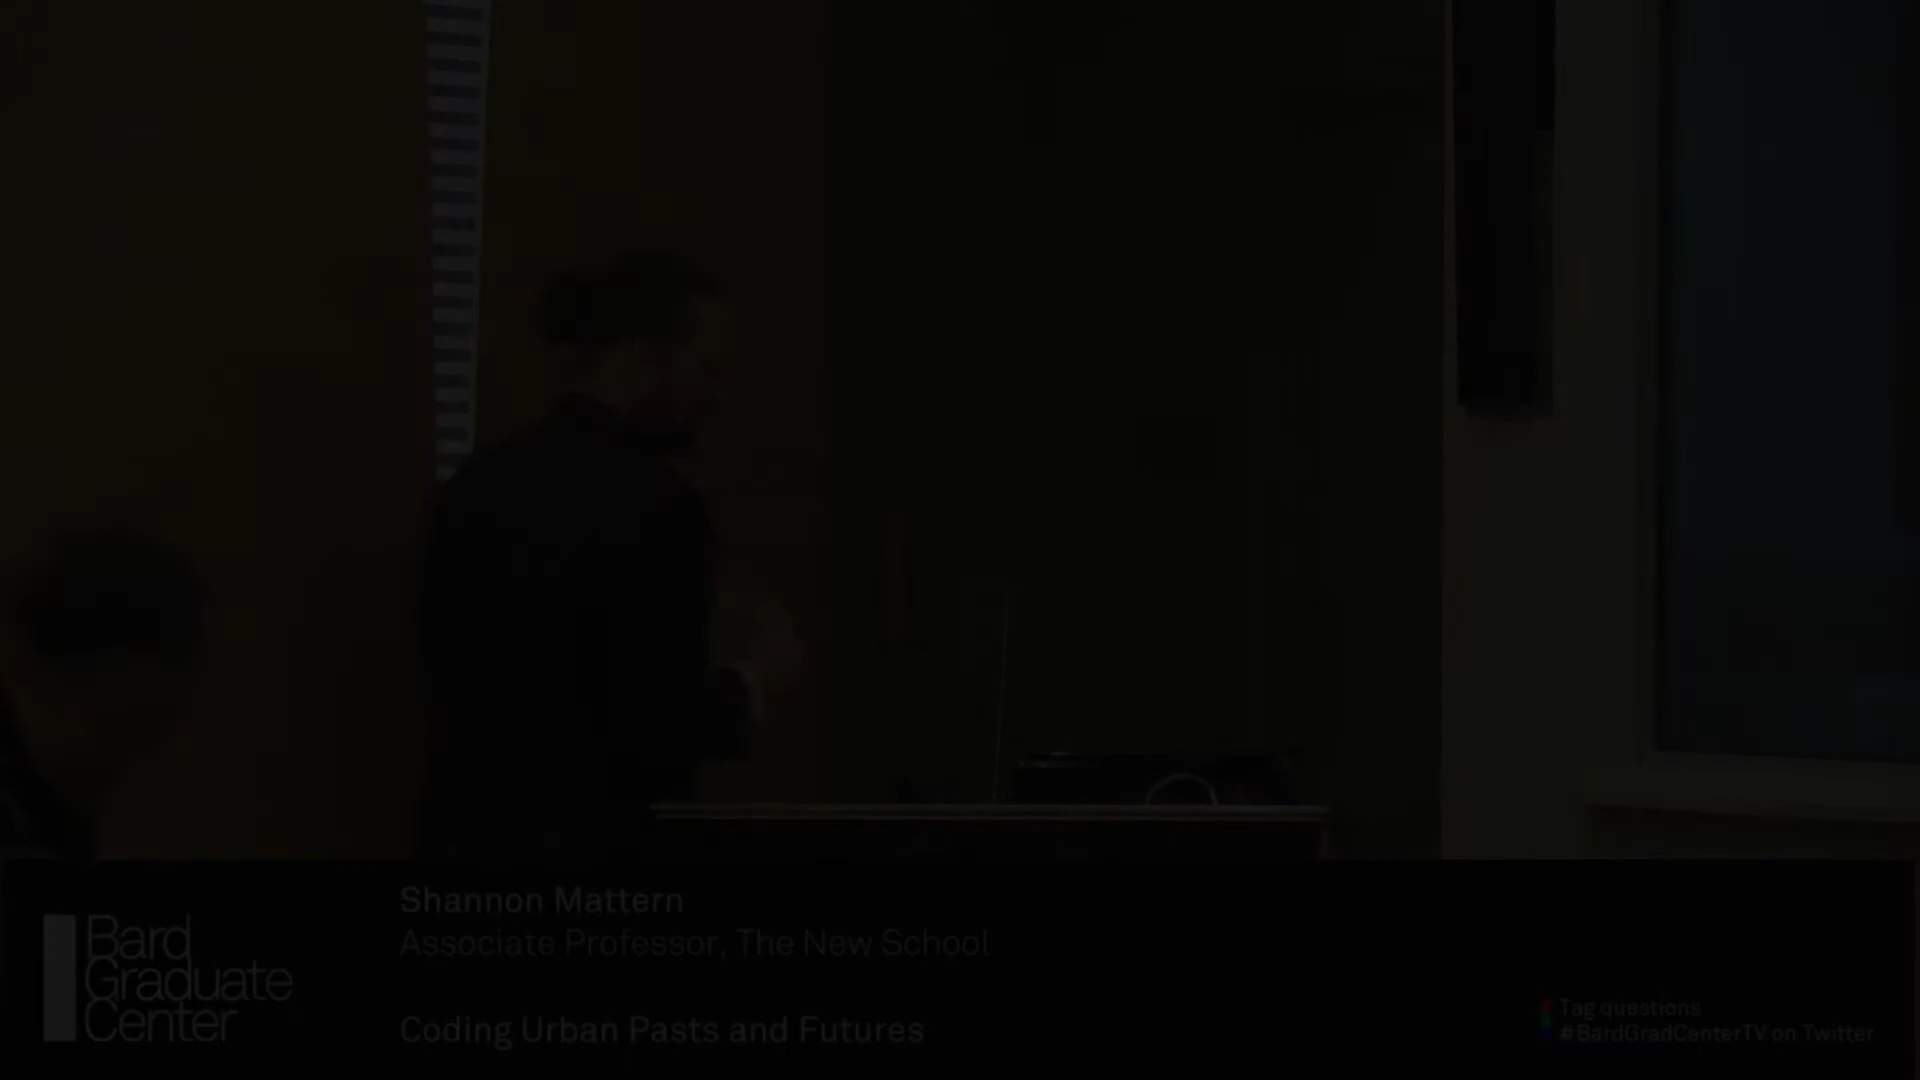 Bard
Graduate
Center
Shannon Mattern
Associate Professor, The New School
Coding Urban Pasts and Futures
Tag questions
#BardGradCenterTV on Twitter